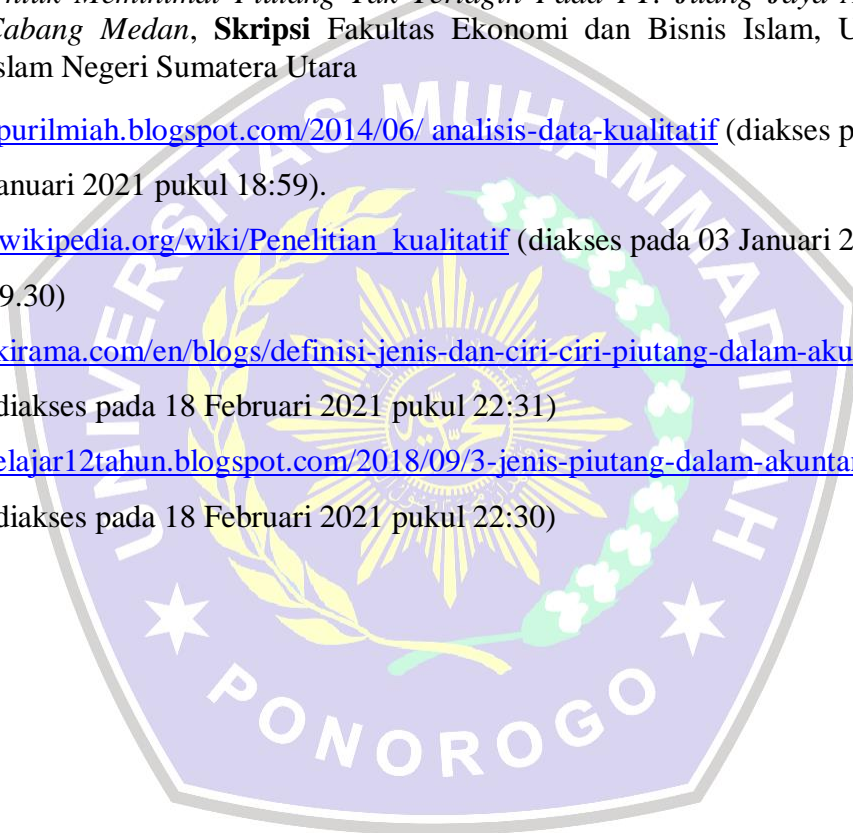 ntuk Meminimal Piutang Tak Tertagih Pada PT. Juang Jaya
Cabang Medan, Skripsi Fakultas Ekonomi dan Bisnis Islam, U
slam Negeri Sumatera Utara
purilmiah.blogspot.com/2014/06/ analisis-data-kualitatif (diakses p
anuari 2021 pukul 18:59).
wikipedia.org/wiki/Penelitian_kualitatif (diakses pada 03 Januari 2
9.30)
kirama.com/en/blogs/definisi-jenis-dan-ciri-ciri-piutang-dalam-aku
diakses pada 18 Februari 2021 pukul 22:31)
elajar12tahun.blogspot.com/2018/09/3-jenis-piutang-dalam-akuntan
diakses pada 18 Februari 2021 pukul 22:30)
UNIVERSITAS MUHAMMADIYAH
PONOROGO